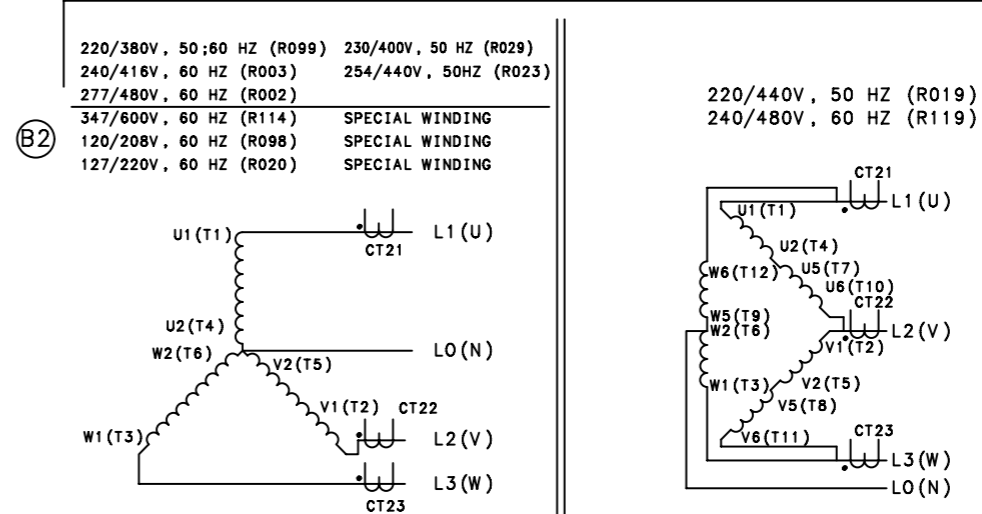 220/380V, 50;60 HZ (R099) 230/400V, 50 HZ (R029)
240/416V, 60 HZ (R003) 254/440V, 50HZ (R023)
277/480V, 60 HZ (R002)
347/600V, 60 HZ (R114) SPECIAL WINDING
120/208V, 60 HZ (R098) SPECIAL WINDING
127/220V, 60 HZ (R020) SPECIAL WINDING
B2
U1(T1)
L1(U)
CT21
U2(T4)
W2(T6)
L0(N)
V2(T5)
V1(T2)
CT22
W1(T3)
L2(V)
L3(W)
CT23
220/440V, 50 HZ (R019)
240/480V, 60 HZ (R119)
CT21
L1(U)
U1(T1)
U2(T4)
U5(T7)
W6(T12)
U6(T10)
CT22
W5(T9)
W2(T6)
L2(V)
V1(T2)
W1(T3)
V2(T5)
V5(T8)
V6(T11)
CT23
L3(W)
L0(N)